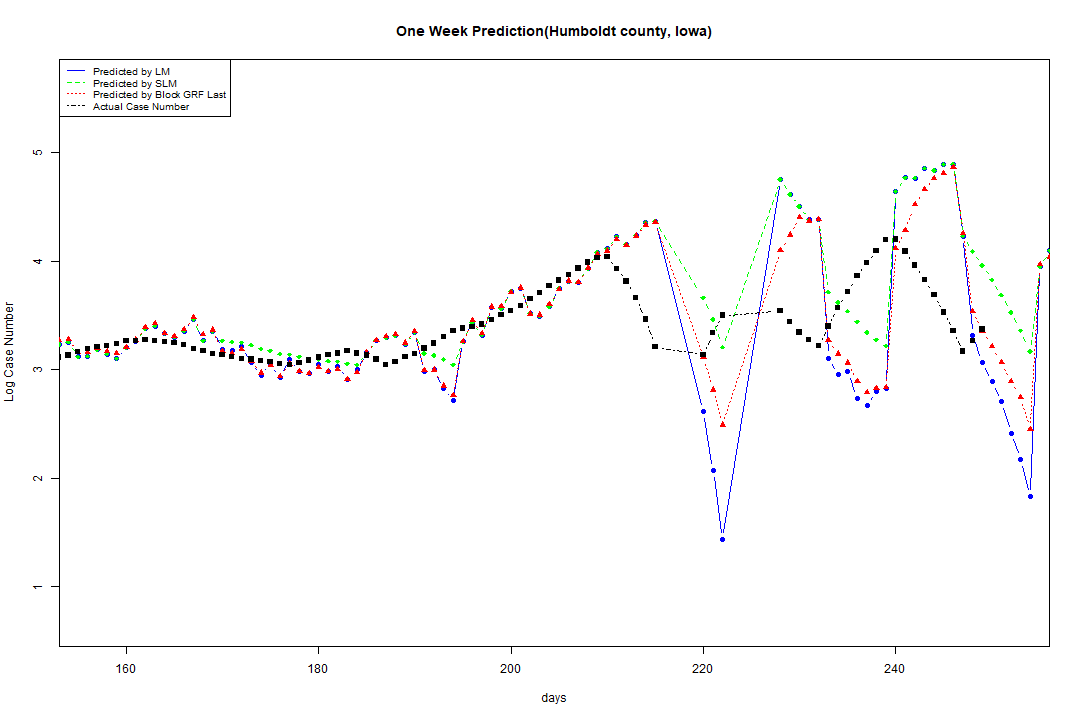 One Week Prediction(Humboldt county, Iowa)
Predicted by LM
Predicted by SLM
Predicted by Block GRF Last
Actual Case Number
5
4
3
2
1
Log Case Number
160
180
200
220
240
days